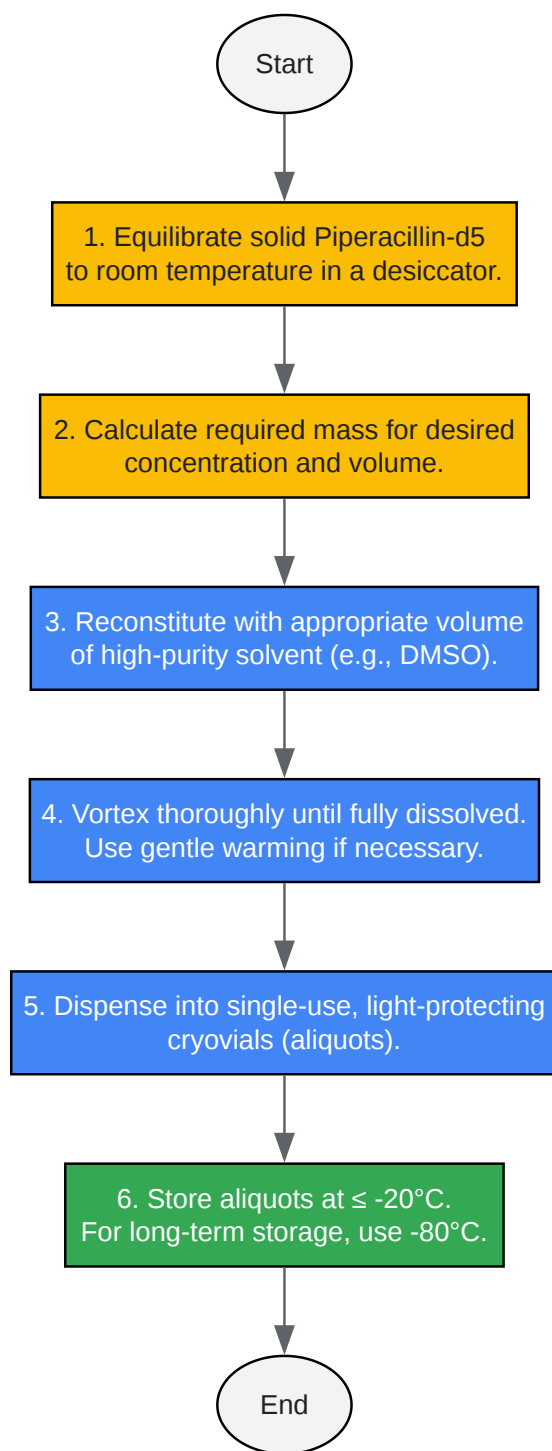 Start
1. Equilibrate solid Piperacillin-d5
to room temperature in a desiccator.
2. Calculate required mass for desired
concentration and volume.
3. Reconstitute with appropriate volume
of high-purity solvent (e.g., DMSO).
4. Vortex thoroughly until fully dissolved.
Use gentle warming if necessary.
5. Dispense into single-use, light-protecting
cryovials (aliquots).
6. Store aliquots at ≤ -20°C.
For long-term storage, use -80°C.
End